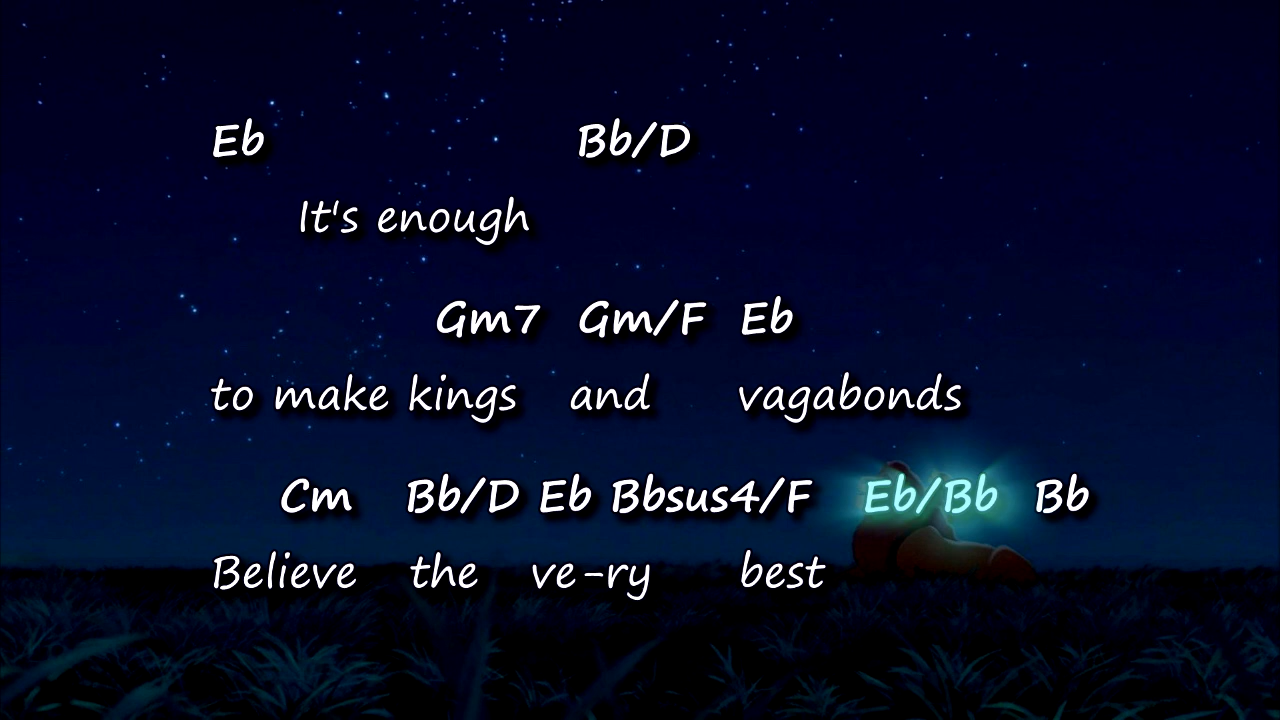 Eb Bb/D
It's enough
Gm7 Gm/F Eb
to make kings and vagabonds
Cm Bb/D Eb Bbsus4/F Eb/Bb Bb
Believe the ve-ry best